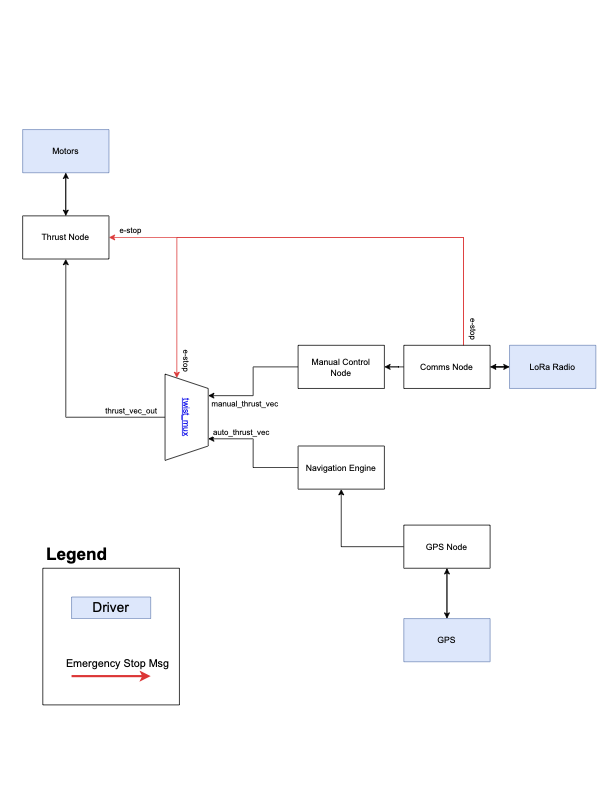 Motors
Thrust Node
e-stop
e-stop
e-stop
Manual Control
Node
Comms Node
LoRa Radio
twist_mux
manual_thrust_vec
thrust_vec_out
auto_thrust_vec
Navigation Engine
GPS Node
GPS
Legend
Driver
Emergency Stop Msg